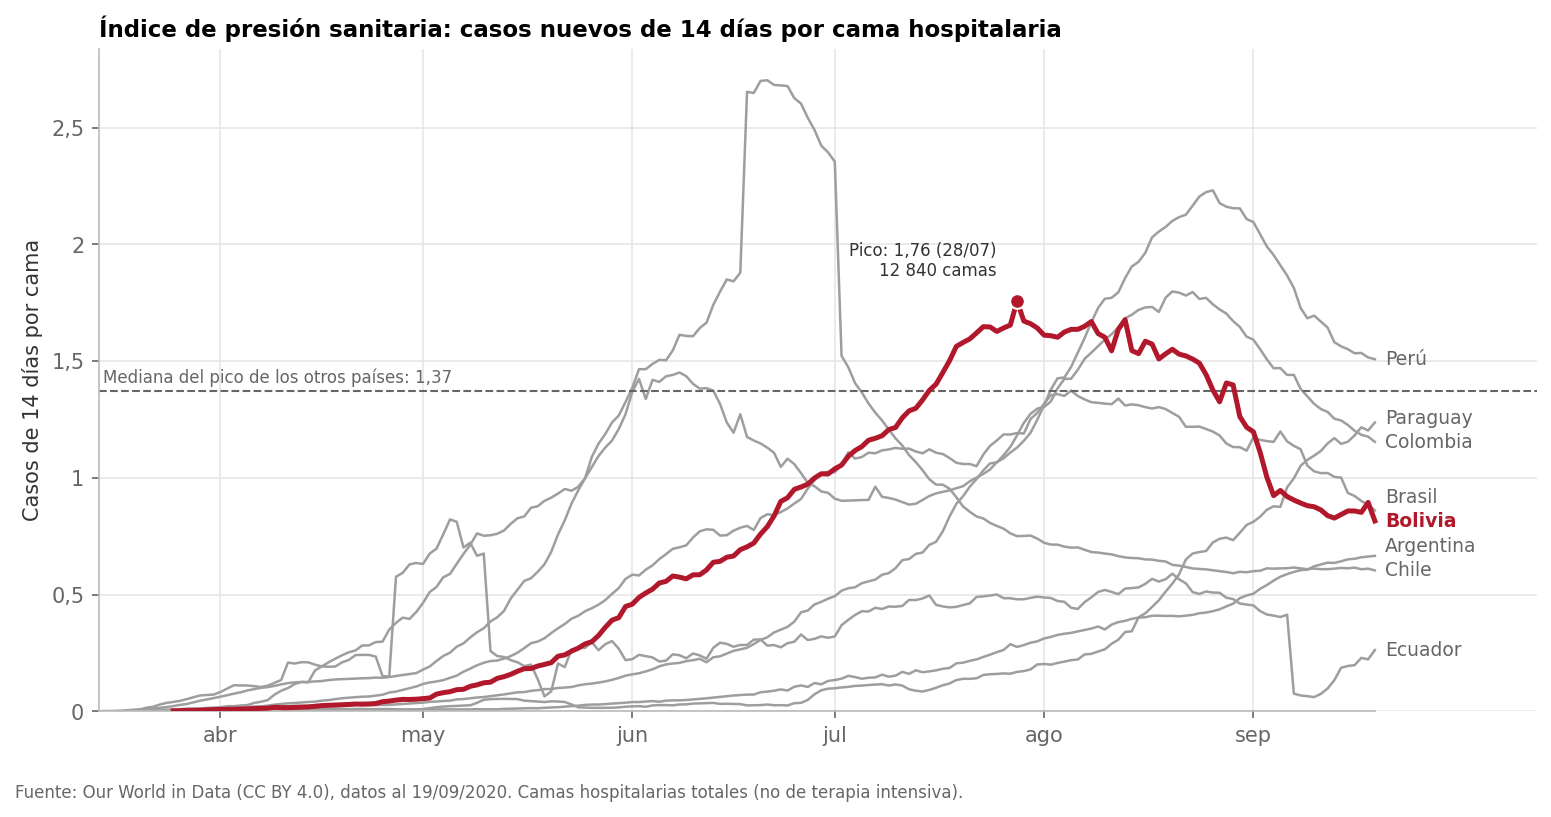 Índice de presión sanitaria: casos nuevos de 14 días por cama hospitalaria
Casos de 14 días por cama
2,5
2
1,5
1
0,5
0
Pico: 1,76 (28/07)
12 840 camas
Mediana del pico de los otros países: 1,37
Perú
Paraguay
Colombia
Brasil
Bolivia
Argentina
Chile
Ecuador
abr
may
jun
jul
ago
sep
Fuente: Our World in Data (CC BY 4.0), datos al 19/09/2020. Camas hospitalarias totales (no de terapia intensiva).